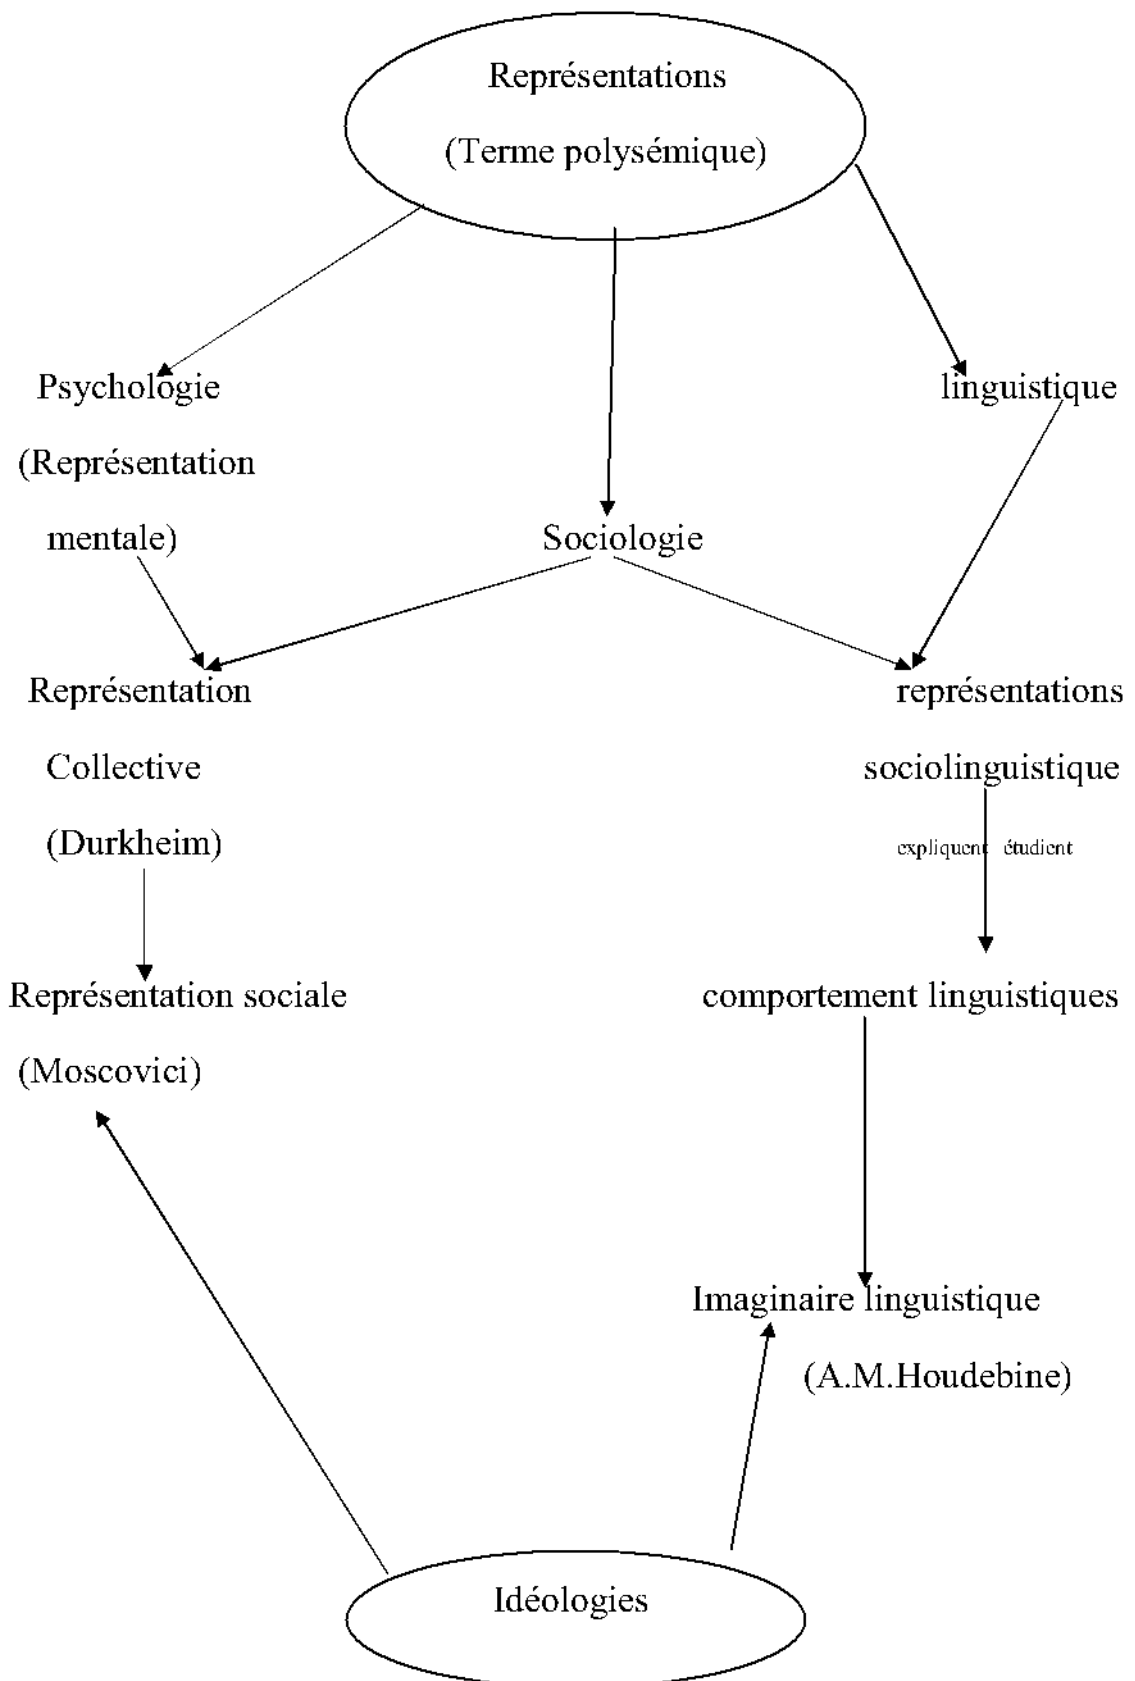 Représentations
(Terme polysémique)
Psychologie
linguistique
(Représentation
mentale)
Sociologie
Représentation
représentations
Collective
sociolinguistique
(Durkheim)
expliquent étudient
Représentation sociale
comportement linguistiques
(Moscovici)
Imaginaire linguistique
(A.M.Houdebine)
Idéologies